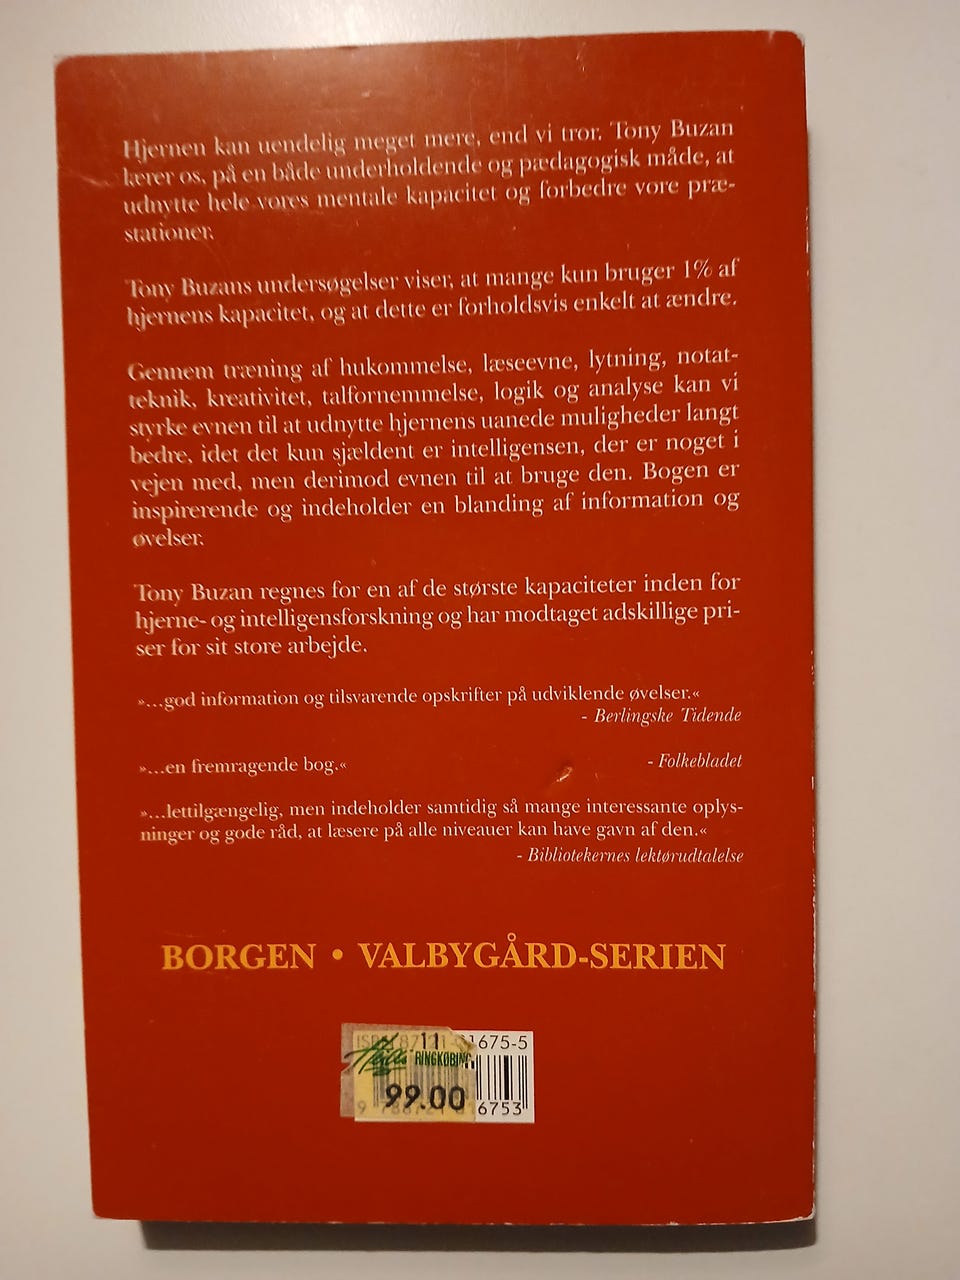 Hjernen kan uendelig meget mere, end vi tror. Tony Buzan
lærer os, på en både underholdende og pædagogisk måde, at
udnytte hele vores mentale kapacitet og forbedre vore præ-
stationer.
Tony Buzans undersøgelser viser, at mange kun bruger 1% af
hjernens kapacitet, og at dette er forholdsvis enkelt at ændre.
Gennem træning af hukommelse, læseevne, lytning, notat-
teknik, kreativitet, talfornemmelse, logik og analyse kan vi
styrke evnen til at udnytte hjernens uanede muligheder langt
bedre, idet det kun sjældent er intelligensen, der er noget i
vejen med, men derimod evnen til at bruge den. Bogen er
inspirerende og indeholder en blanding af information og
øvelser.
Tony Buzan regnes for en af de største kapaciteter inden for
hjerne- og intelligensforskning og har modtaget adskillige pri-
ser for sit store arbejde.
»...god information og tilsvarende opskrifter på udviklende øvelser.«
- Berlingske Tidende
»...en fremragende bog.«
- Folkebladet
»...lettilgængelig, men indeholder samtidig så mange interessante oplys-
ninger og gode råd, at læsere på alle niveauer kan have gavn af den.«
- Bibliotekernes lektørudtalelse
BORGEN • VALBYGÅRD-SERIEN
11
1675-5
RINGKØBING
99.00
16753